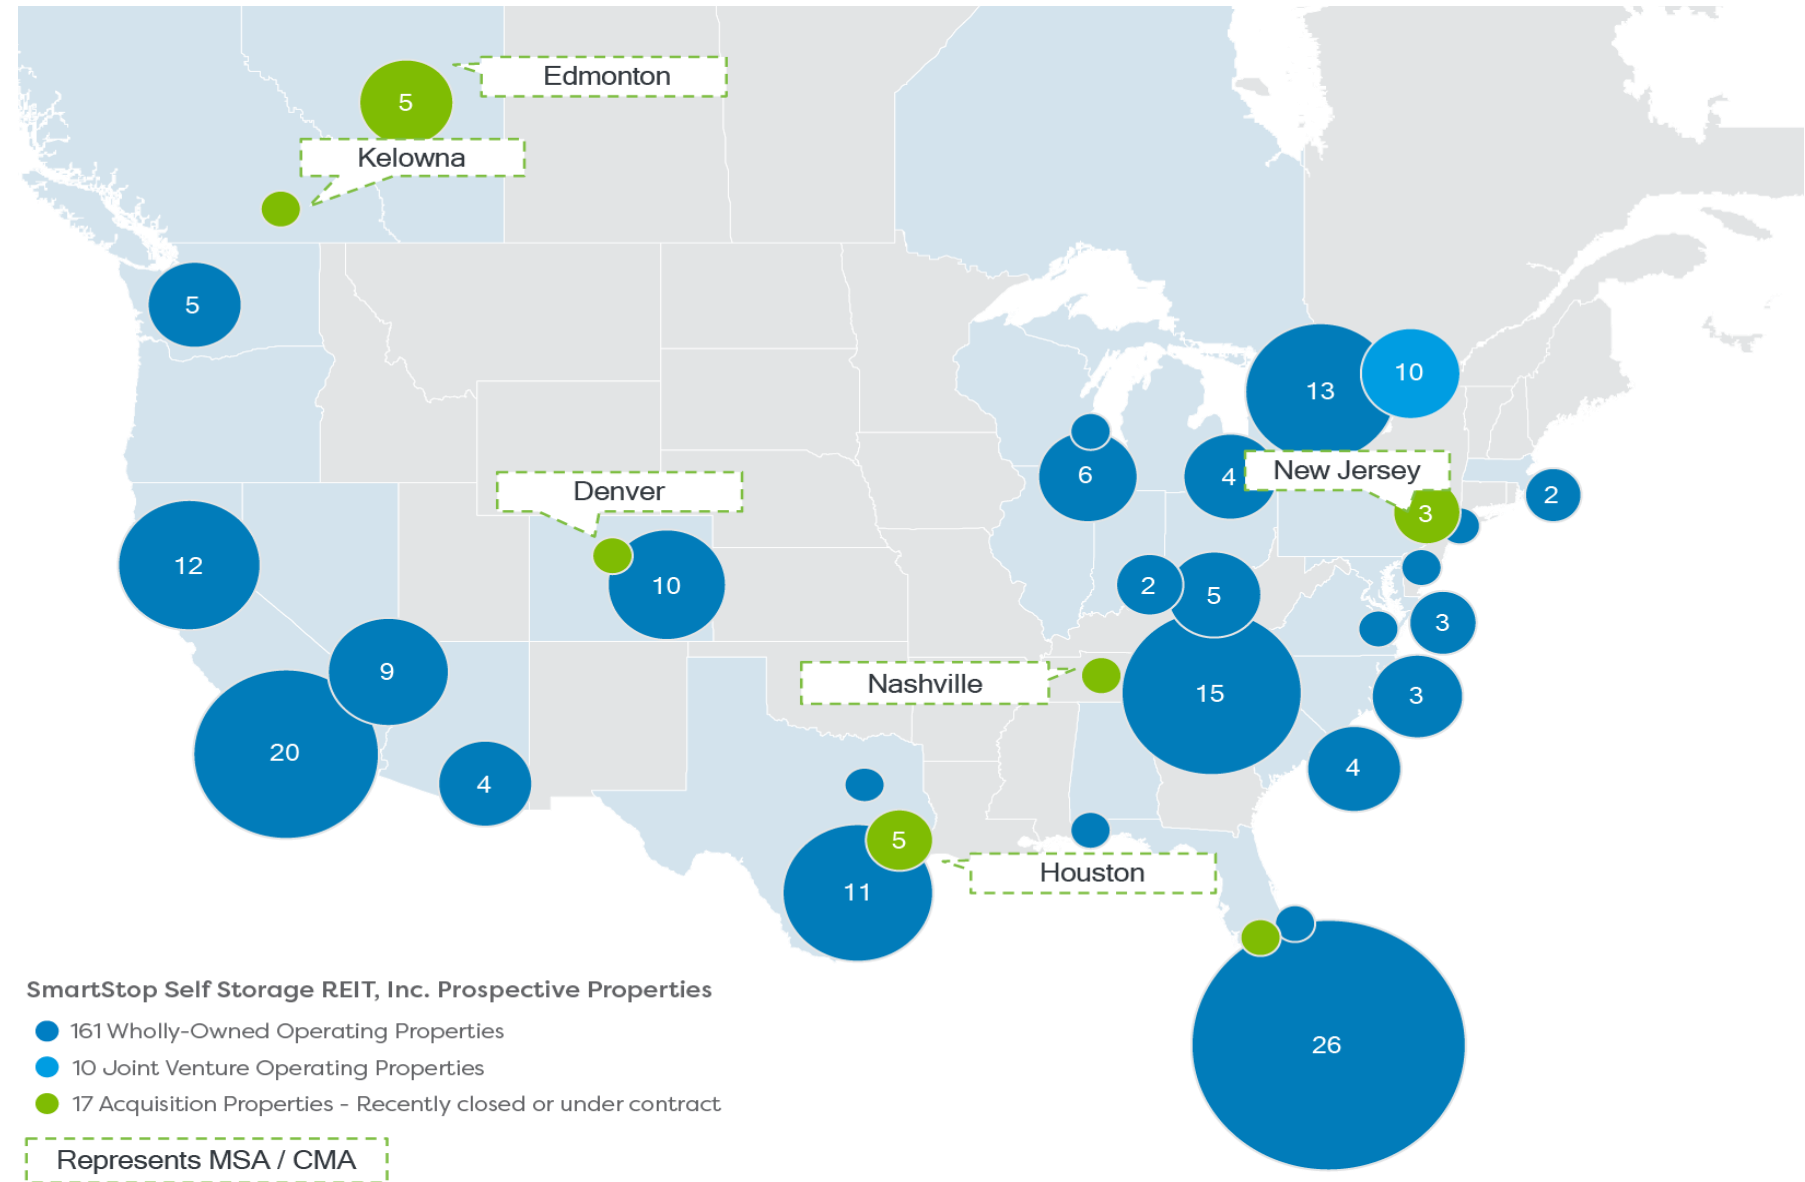 Edmonton
5
Kelowna
5
13
10
6
4
New Jersey
3
2
Denver
12
10
2
5
3
9
Nashville
15
3
20
4
4
5
Houston
11
26
SmartStop Self Storage REIT, Inc. Prospective Properties
161 Wholly-Owned Operating Properties
10 Joint Venture Operating Properties
17 Acquisition Properties - Recently closed or under contract
Represents MSA / CMA